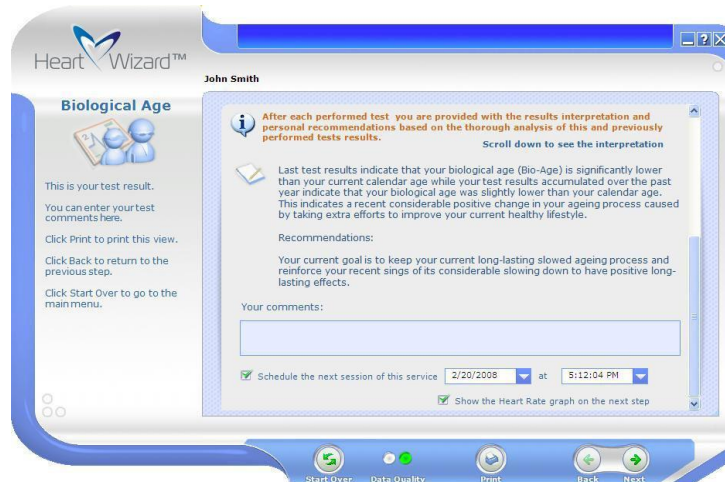 Heart Wizard™
John Smith
Biological Age
This is your test result.
You can enter your test
comments here.
Click Print to print this view.
Click Back to return to the
previous step.
Click Start Over to go to the
main menu.
After each performed test you are provided with the results interpretation and
personal recommendations based on the thorough analysis of this and previously
performed tests results.
Scroll down to see the interpretation
Last test results indicate that your biological age (Bio-Age) is significantly lower
than your current calendar age while your test results accumulated over the past
year indicate that your biological age was slightly lower than your calendar age.
This indicates a recent considerable positive change in your ageing process caused
by taking extra efforts to improve your current healthy lifestyle.
Recommendations:
Your current goal is to keep your current long-lasting slowed ageing process and
reinforce your recent sings of its considerable slowing down to have positive long-
lasting effects.
Your comments:
Schedule the next session of this service 2/20/2008 at 5:12:04 PM
Show the Heart Rate graph on the next step
Start Over Data Quality Print Back Next